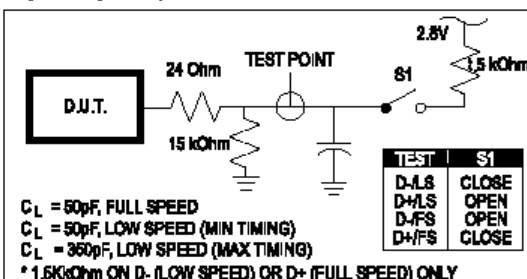 2.8V
24 Ohm
TEST POINT
1.5 kOhm
S1
D.U.T.
15 kOhm
TEST S1
D-/LS CLOSE
D+/LS OPEN
D-/FS OPEN
D+/FS CLOSE
CL = 50pF, FULL SPEED
CL = 50pF, LOW SPEED (MIN TIMING)
CL = 350pF, LOW SPEED (MAX TIMING)
* 1.5KkOhm ON D- (LOW SPEED) OR D+ (FULL SPEED) ONLY